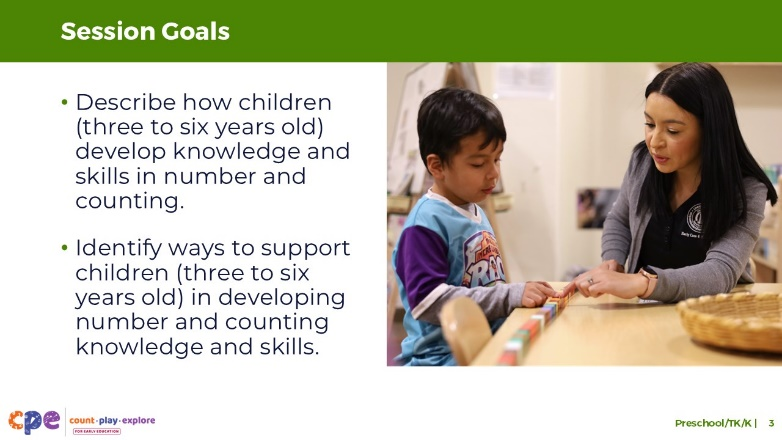 Session Goals
• Describe how children
(three to six years old)
develop knowledge and
skills in number and
counting.
• Identify ways to support
children (three to six
years old) in developing
number and counting
knowledge and skills.
cpe
count·play·explore
FOR EARLY EDUCATION
Preschool/TK/K | 3